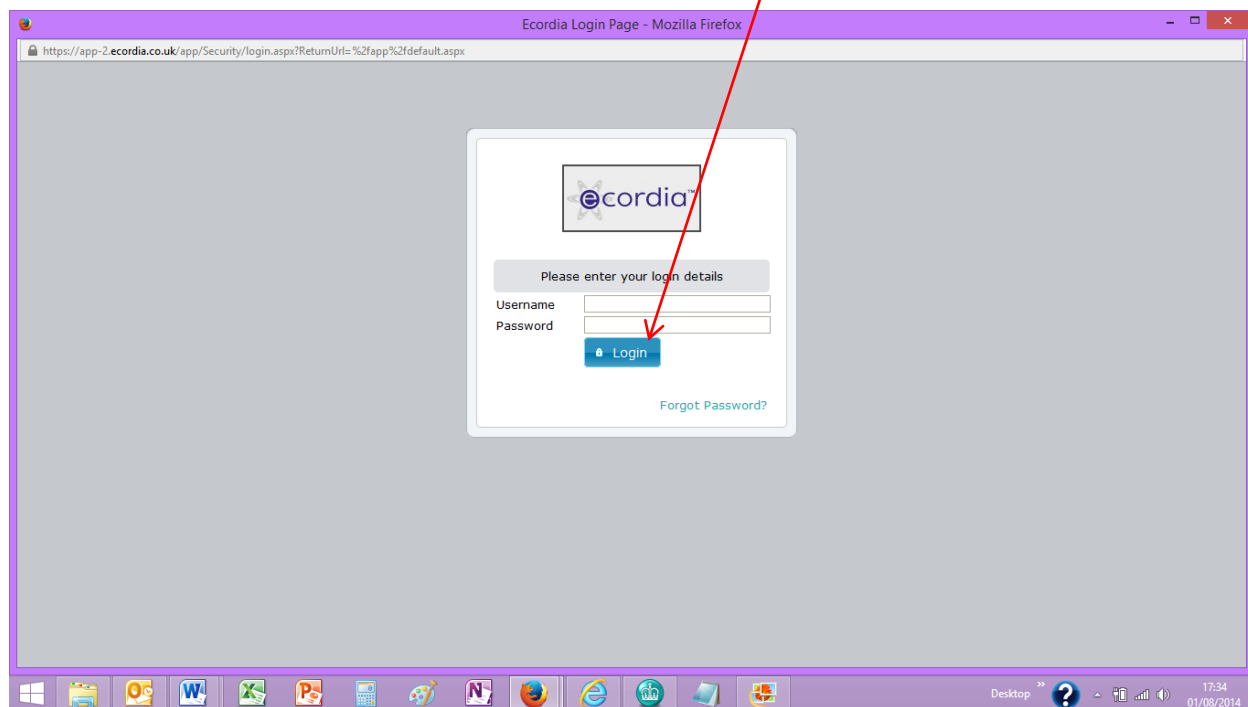 Ecordia Login Page - Mozilla Firefox
https://app-2.ecordia.co.uk/app/Security/login.aspx?ReturnUrl=%2fapp%2fdefault.aspx
ecordia™
Please enter your login details
Username
Password
Login
Forgot Password?
Desktop
17:34
01/08/2014